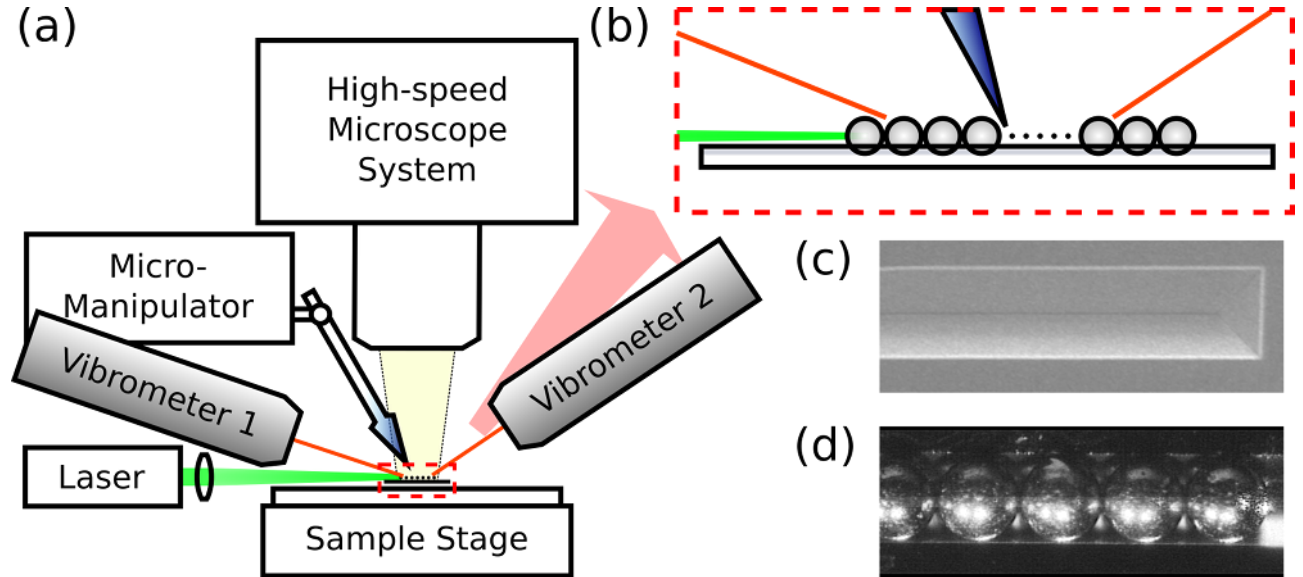 (a)
High-speed
Microscope
System
Micro-
Manipulator
Vibrometer 1
Vibrometer 2
Laser
Sample Stage
(b)
(c)
(d)